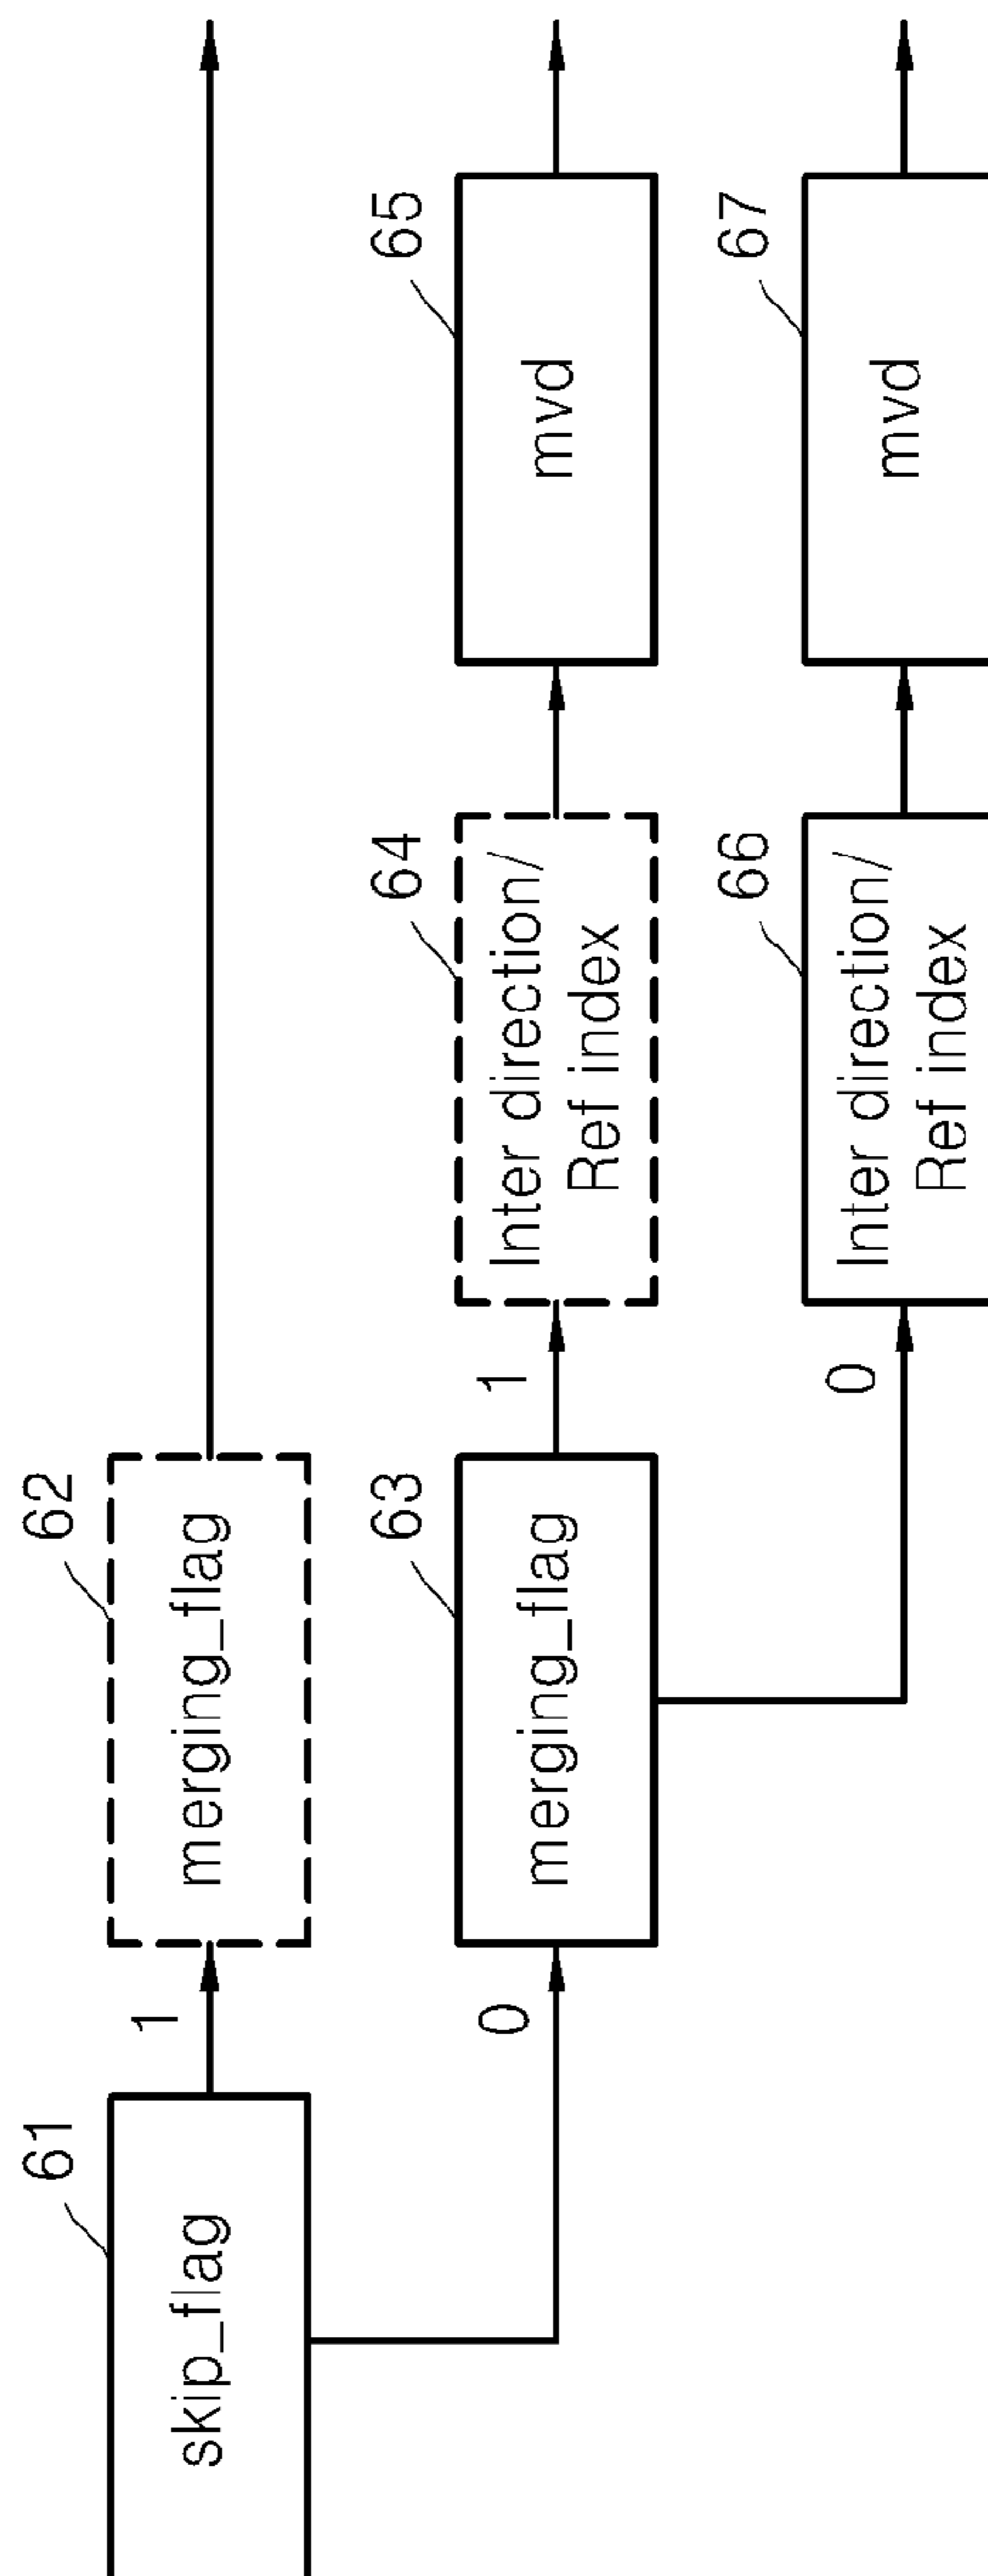 61
skip_flag
1
62
merging_flag
0
63
merging_flag
1
64
Inter direction/
Ref index
65
mvd
0
66
Inter direction/
Ref index
67
mvd